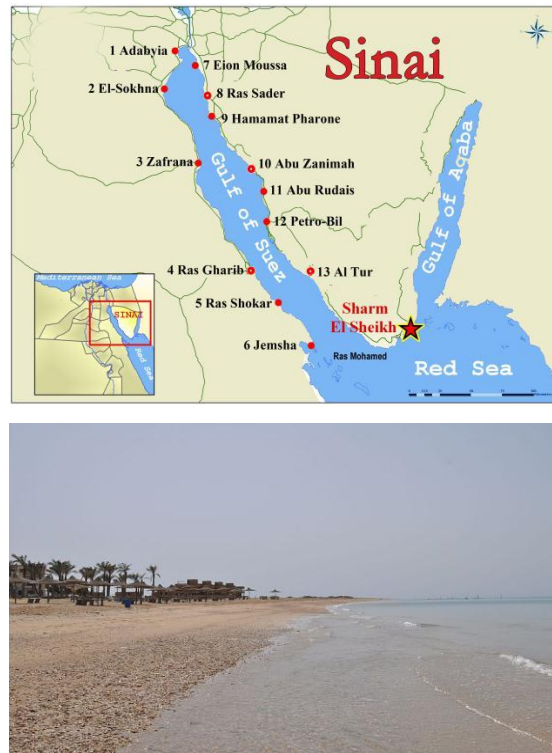 Sinai
1 Adabyia
7 Eion Moussa
2 El-Sokhna
8 Ras Sader
9 Hamamat Pharone
3 Zafrana
10 Abu Zanimah
11 Abu Rudais
12 Petro-Bil
Gulf of Suez
Gulf of Aqaba
4 Ras Gharib
13 Al Tur
5 Ras Shokar
Sharm
El Sheikh
6 Jemsha
Ras Mohamed
Red Sea
Mediterranean Sea
SINAI
Red Sea